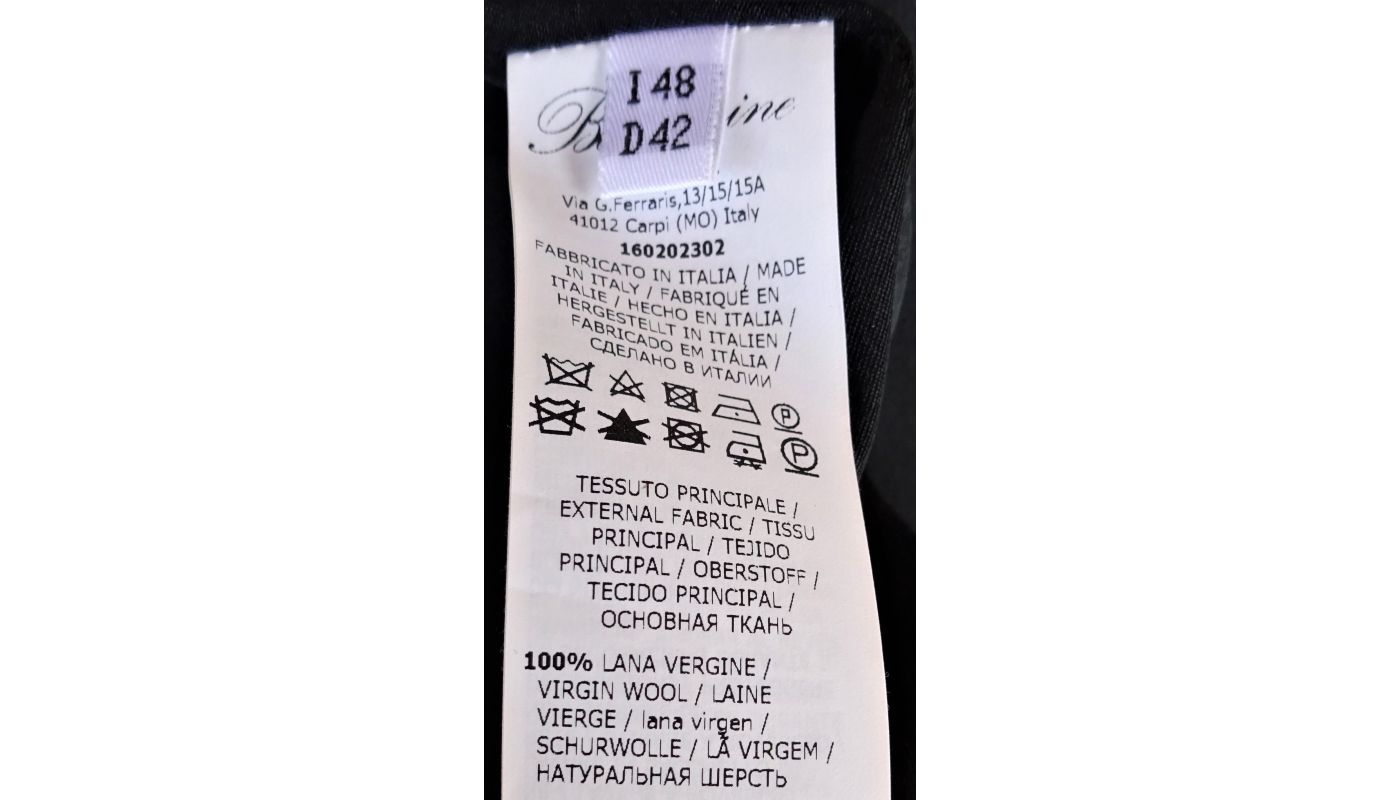 I 48
D 42
Via G.Ferraris,13/15/15A
41012 Carpi (MO) Italy
160202302
FABBRICATO IN ITALIA / MADE
IN ITALY / FABRIQUÉ EN
ITALIE / HECHO EN ITALIA /
HERGESTELLT IN ITALIEN /
FABRICADO EM ITÁLIA /
СДЕЛАНО В ИТАЛИИ
P
P
TESSUTO PRINCIPALE /
EXTERNAL FABRIC / TISSU
PRINCIPAL / TEJIDO
PRINCIPAL / OBERSTOFF /
TECIDO PRINCIPAL /
ОСНОВНАЯ ТКАНЬ
100% LANA VERGINE /
VIRGIN WOOL / LAINE
VIERGE / lana virgen /
SCHURWOLLE / LÃ VIRGEM /
НАТУРАЛЬНАЯ ШЕРСТЬ